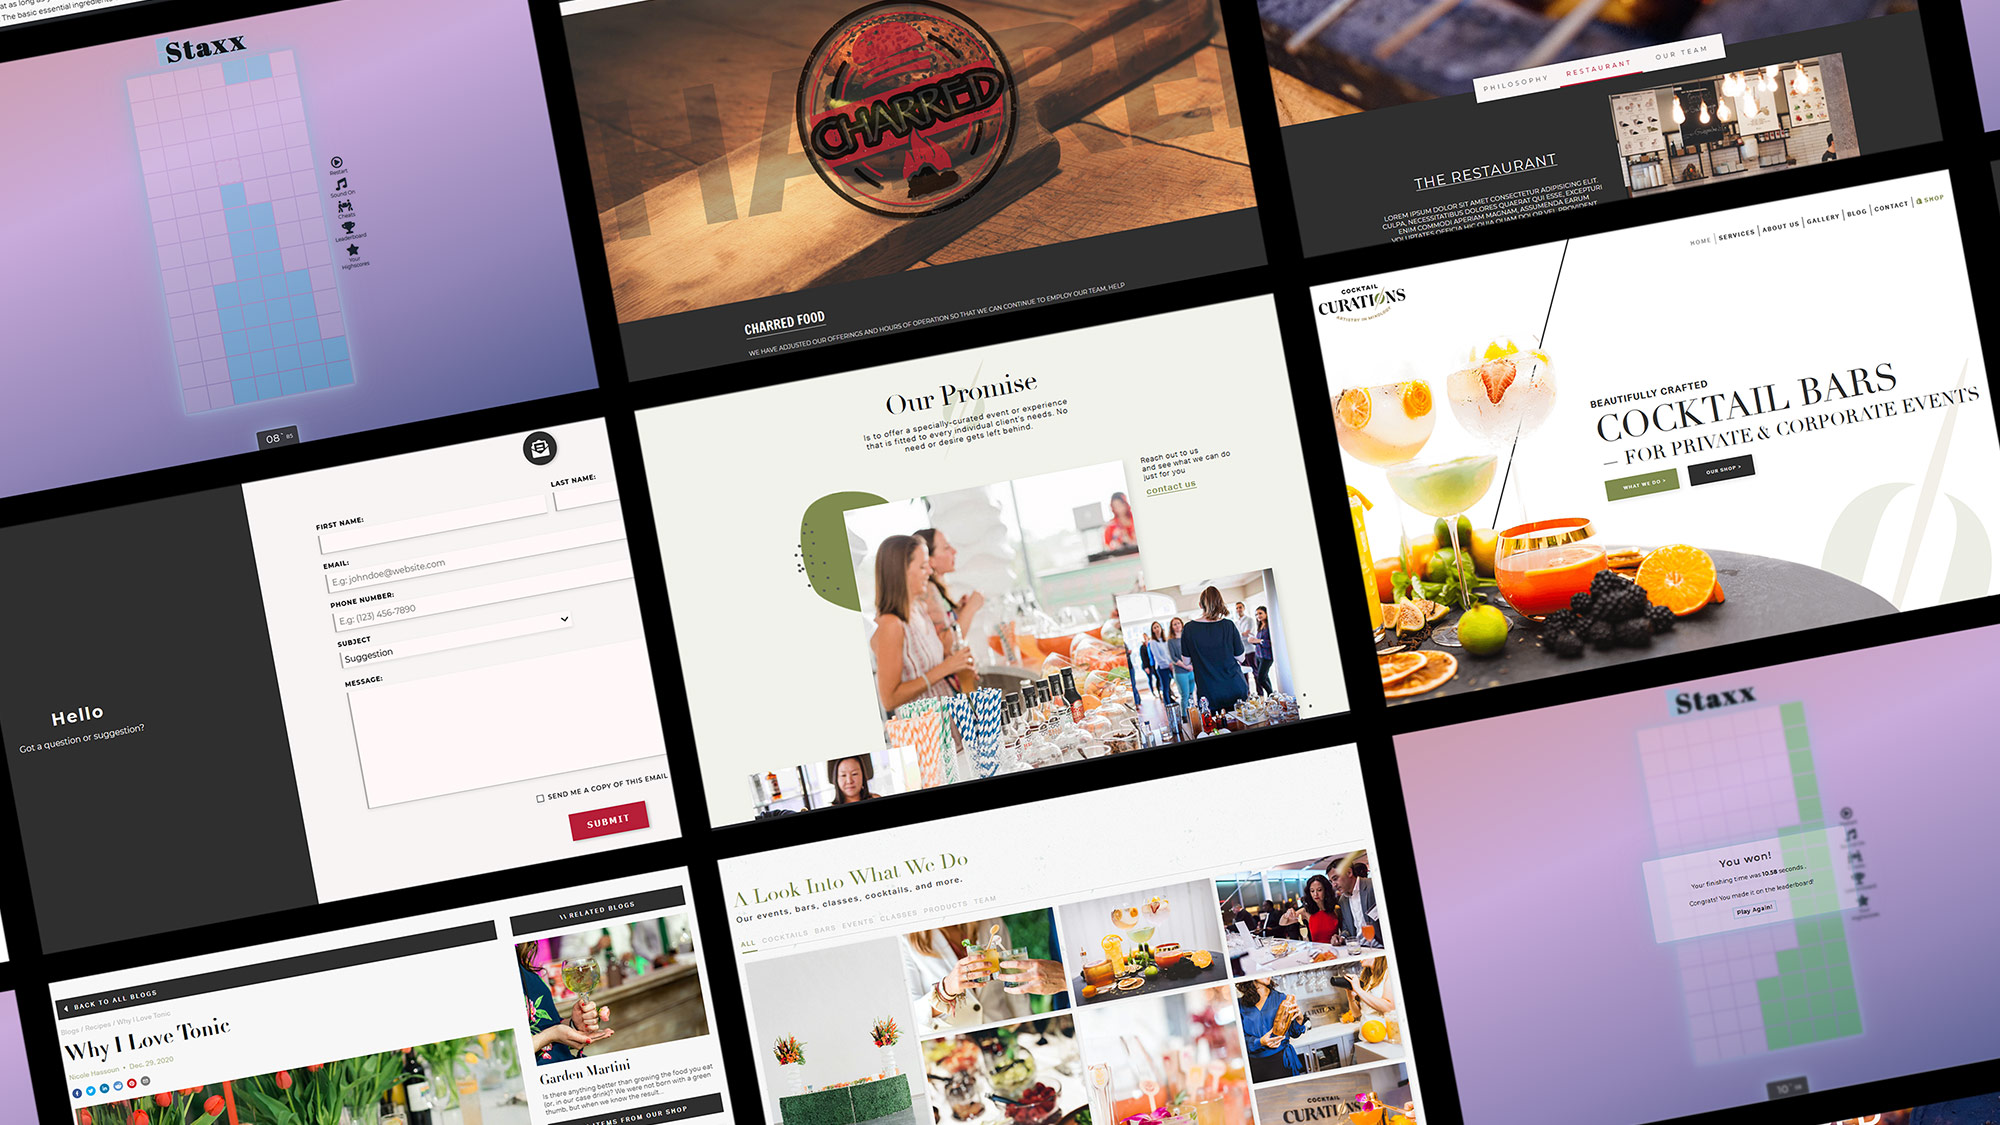 at as long as
The basic essential ingredients
Staxx
Restart
Sound On
Cheats
Leaderboard
Your
Highscores
08 85
CHARRED
CHARRED FOOD
WE HAVE ADJUSTED OUR OFFERINGS AND HOURS OF OPERATION SO THAT WE CAN CONTINUE TO EMPLOY OUR TEAM, HELP
PHILOSOPHY RESTAURANT OUR TEAM
THE RESTAURANT
LOREM IPSUM DOLOR SIT AMET CONSECTETUR ADIPISICING ELIT.
CULPA, NECESSITATIBUS DOLORES QUAERAT QUI ESSE, EXCEPTURI
ENIM COMMODI APERIAM MAGNAM, ASSUMENDA EARUM
VOLUPTATES OFFICIA HIC QUIA QUAM DOLOR VEL PROVIDENT
COCKTAIL
CURATIONS
ARTISTRY IN MIXOLOGY
HOME SERVICES ABOUT US GALLERY BLOG CONTACT SHOP
BEAUTIFULLY CRAFTED
COCKTAIL BARS
— FOR PRIVATE & CORPORATE EVENTS
WHAT WE DO >
OUR SHOP >
Hello
Got a question or suggestion?
FIRST NAME:
LAST NAME:
EMAIL:
E.g: johndoe@website.com
PHONE NUMBER:
E.g: (123) 456-7890
SUBJECT
Suggestion
MESSAGE:
SEND ME A COPY OF THIS EMAIL
SUBMIT
Our Promise
Is to offer a specially-curated event or experience
that is fitted to every individual client's needs. No
need or desire gets left behind.
Reach out to us
and see what we can do
just for you
contact us
Staxx
You won!
Your finishing time was 10.58 seconds.
Congrats! You made it on the leaderboard!
Play Again!
10
BACK TO ALL BLOGS
Blogs / Recipes / Why I Love Tonic
Why I Love Tonic
Nicole Hassoun • Dec. 29, 2020
\\ RELATED BLOGS
Garden Martini
Is there anything better than growing the food you eat
(or, in our case drink)? We were not born with a green
thumb, but when we know the result...
ITEMS FROM OUR SHOP
A Look Into What We Do
Our events, bars, classes, cocktails, and more.
ALL COCKTAILS BARS EVENTS CLASSES PRODUCTS TEAM
COCKTAIL
CURATIONS